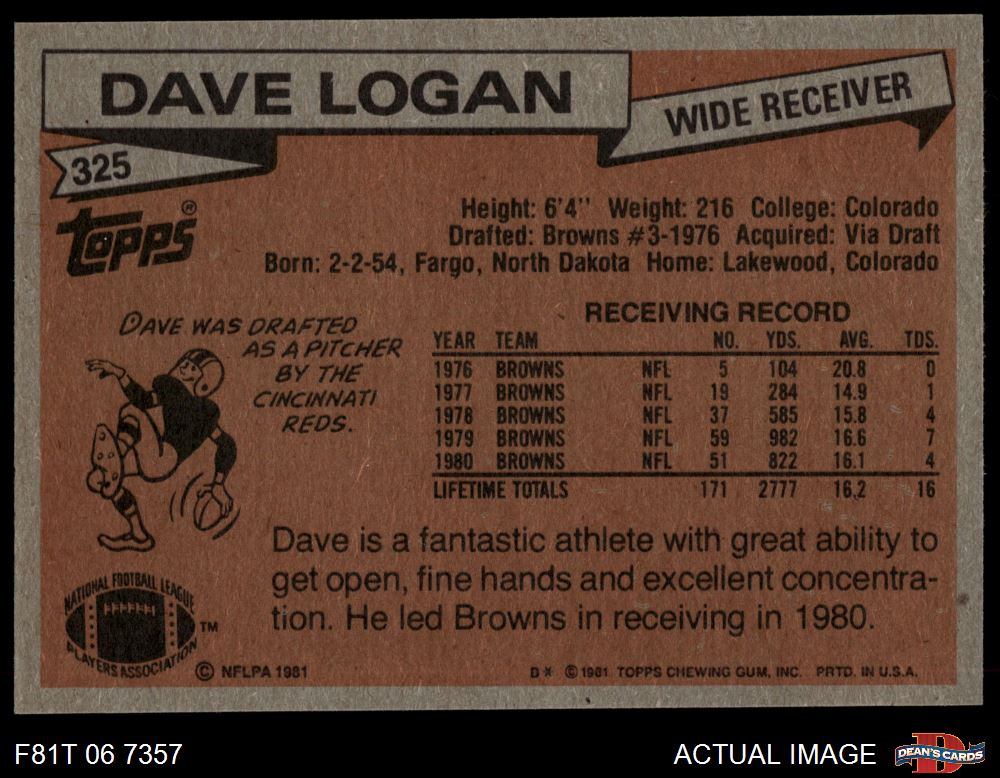 DAVE LOGAN
WIDE RECEIVER
325
Topps®
Height: 6'4'' Weight: 216 College: Colorado
Drafted: Browns #3-1976 Acquired: Via Draft
Born: 2-2-54, Fargo, North Dakota Home: Lakewood, Colorado
DAVE WAS DRAFTED
AS A PITCHER
BY THE
CINCINNATI
REDS.
RECEIVING RECORD
YEAR TEAM NO. YDS. AVG. TDS.
1976 BROWNS NFL 5 104 20.8 0
1977 BROWNS NFL 19 284 14.9 1
1978 BROWNS NFL 37 585 15.8 4
1979 BROWNS NFL 59 982 16.6 7
1980 BROWNS NFL 51 822 16.1 4
LIFETIME TOTALS 171 2777 16.2 16
Dave is a fantastic athlete with great ability to
get open, fine hands and excellent concentra-
tion. He led Browns in receiving in 1980.
NATIONAL FOOTBALL LEAGUE
PLAYERS ASSOCIATION
TM
© NFLPA 1981
B* © 1981 TOPPS CHEWING GUM, INC. PRTD. IN U.S.A.
F81T 06 7357
ACTUAL IMAGE
DEAN'S CARDS